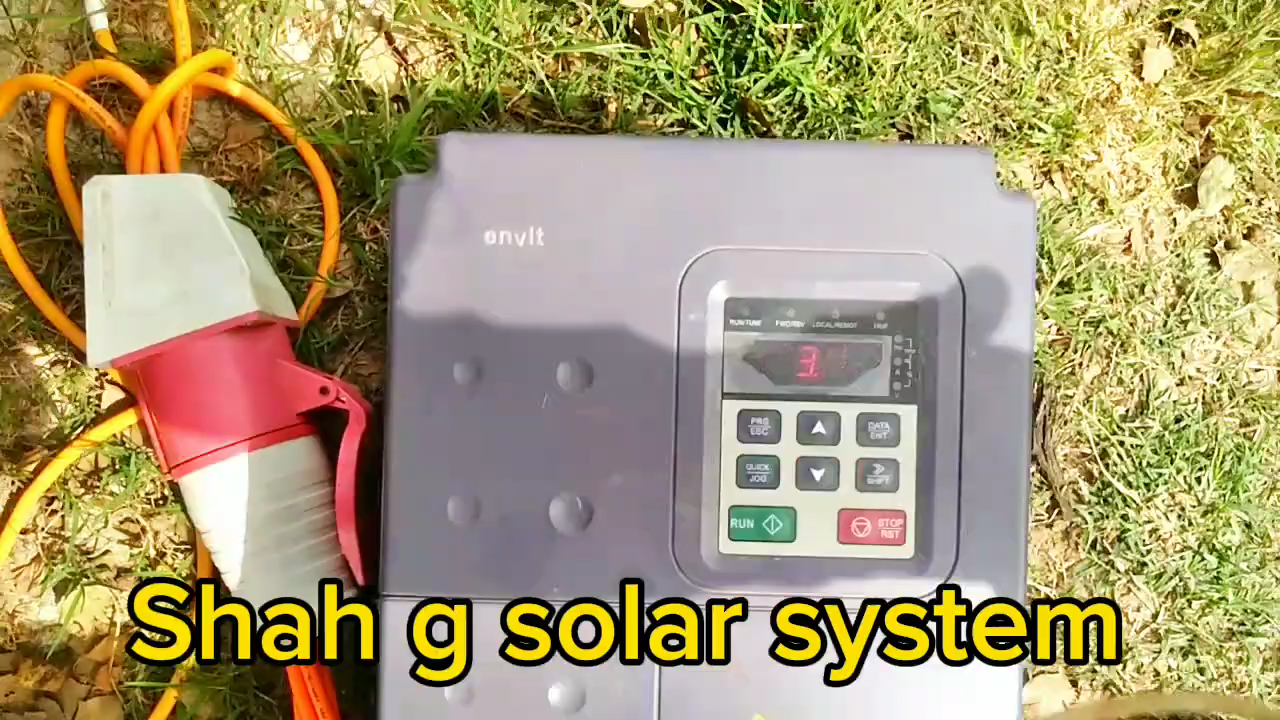 envlt
RUN/TUNE FWD/REV LOCAL/REMOT TRIP
3.
PRG
ESC
DATA
ENT
QUICK
JOG
SHIFT
RUN
STOP
RST
Shah g solar system